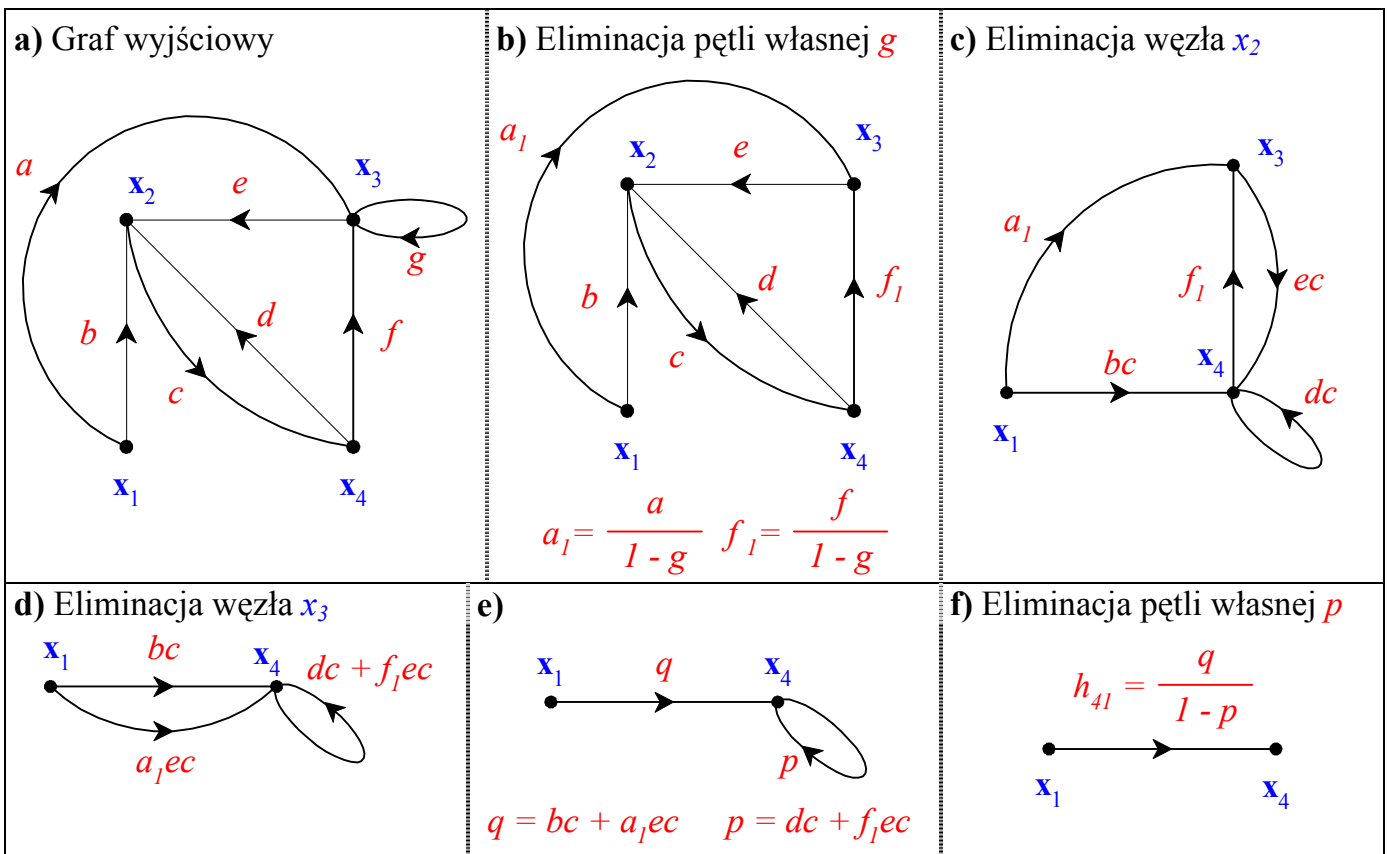 a) Graf wyjściowy
a
x2
e
x3
g
b
d
f
c
x1
x4
b) Eliminacja pętli własnej g
a1
x2
e
x3
b
d
f1
c
x1
x4
a1= a / 1 - g f1= f / 1 - g
c) Eliminacja węzła x2
x3
a1
f1
ec
bc
x4
dc
x1
d) Eliminacja węzła x3
x1
bc
x4
dc + f1ec
a1ec
e)
x1
q
x4
p
q = bc + a1ec p = dc + f1ec
f) Eliminacja pętli własnej p
h41 = q / 1 - p
x1
x4